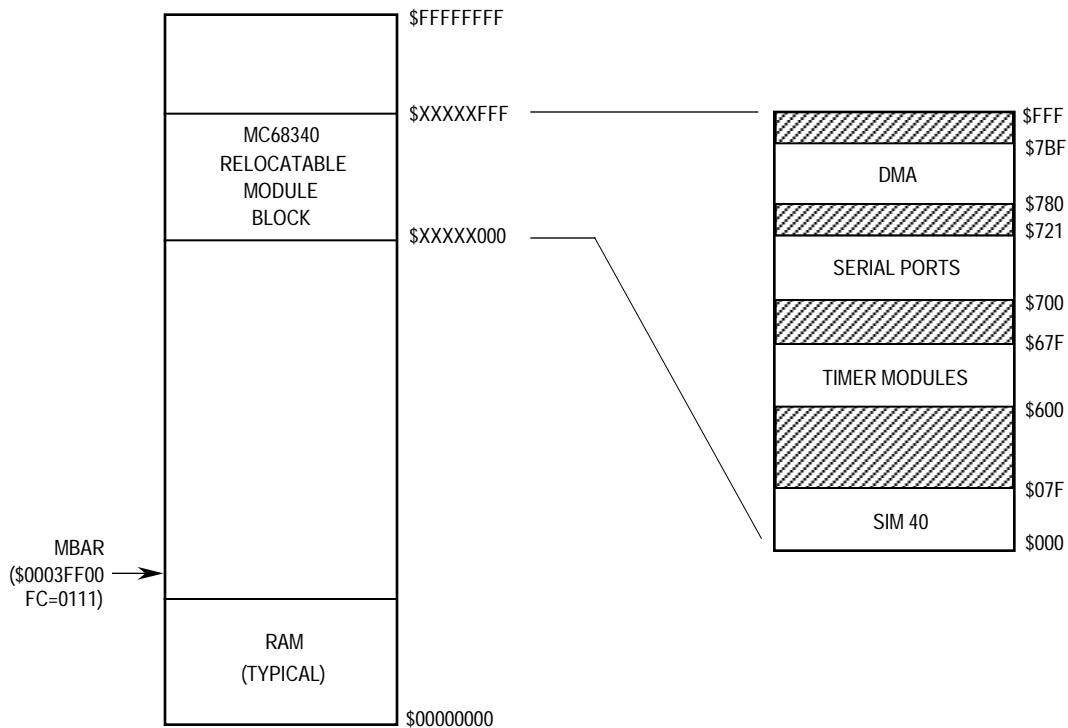 $FFFFFFFF
$XXXXXFFF
MC68340
RELOCATABLE
MODULE
BLOCK
$XXXXX000
MBAR
($0003FF00
FC=0111)
RAM
(TYPICAL)
$00000000
$FFF
$7BF
DMA
$780
$721
SERIAL PORTS
$700
$67F
TIMER MODULES
$600
$07F
SIM 40
$000